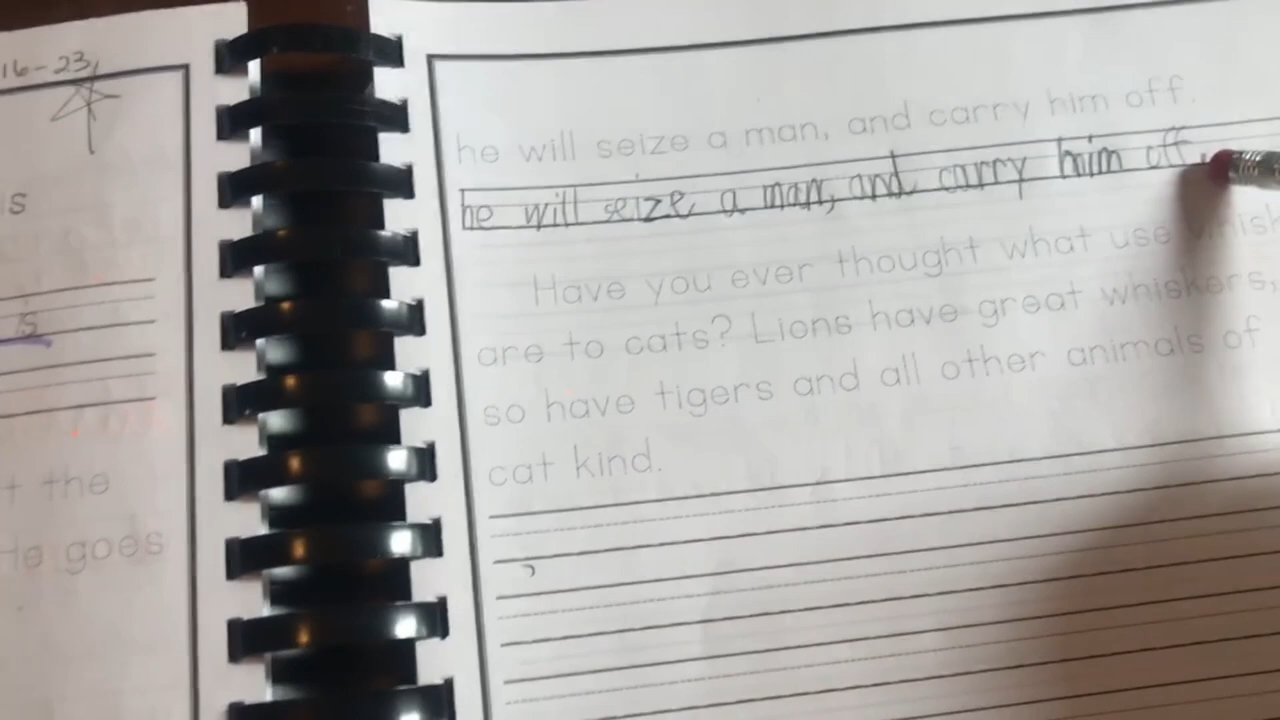 16-23
s
is
t the
He goes
he will seize a man, and carry him off.
he will seize a man, and carry him off.
Have you ever thought what use
are to cats? Lions have great whiskers,
so have tigers and all other animals of
cat kind.
,